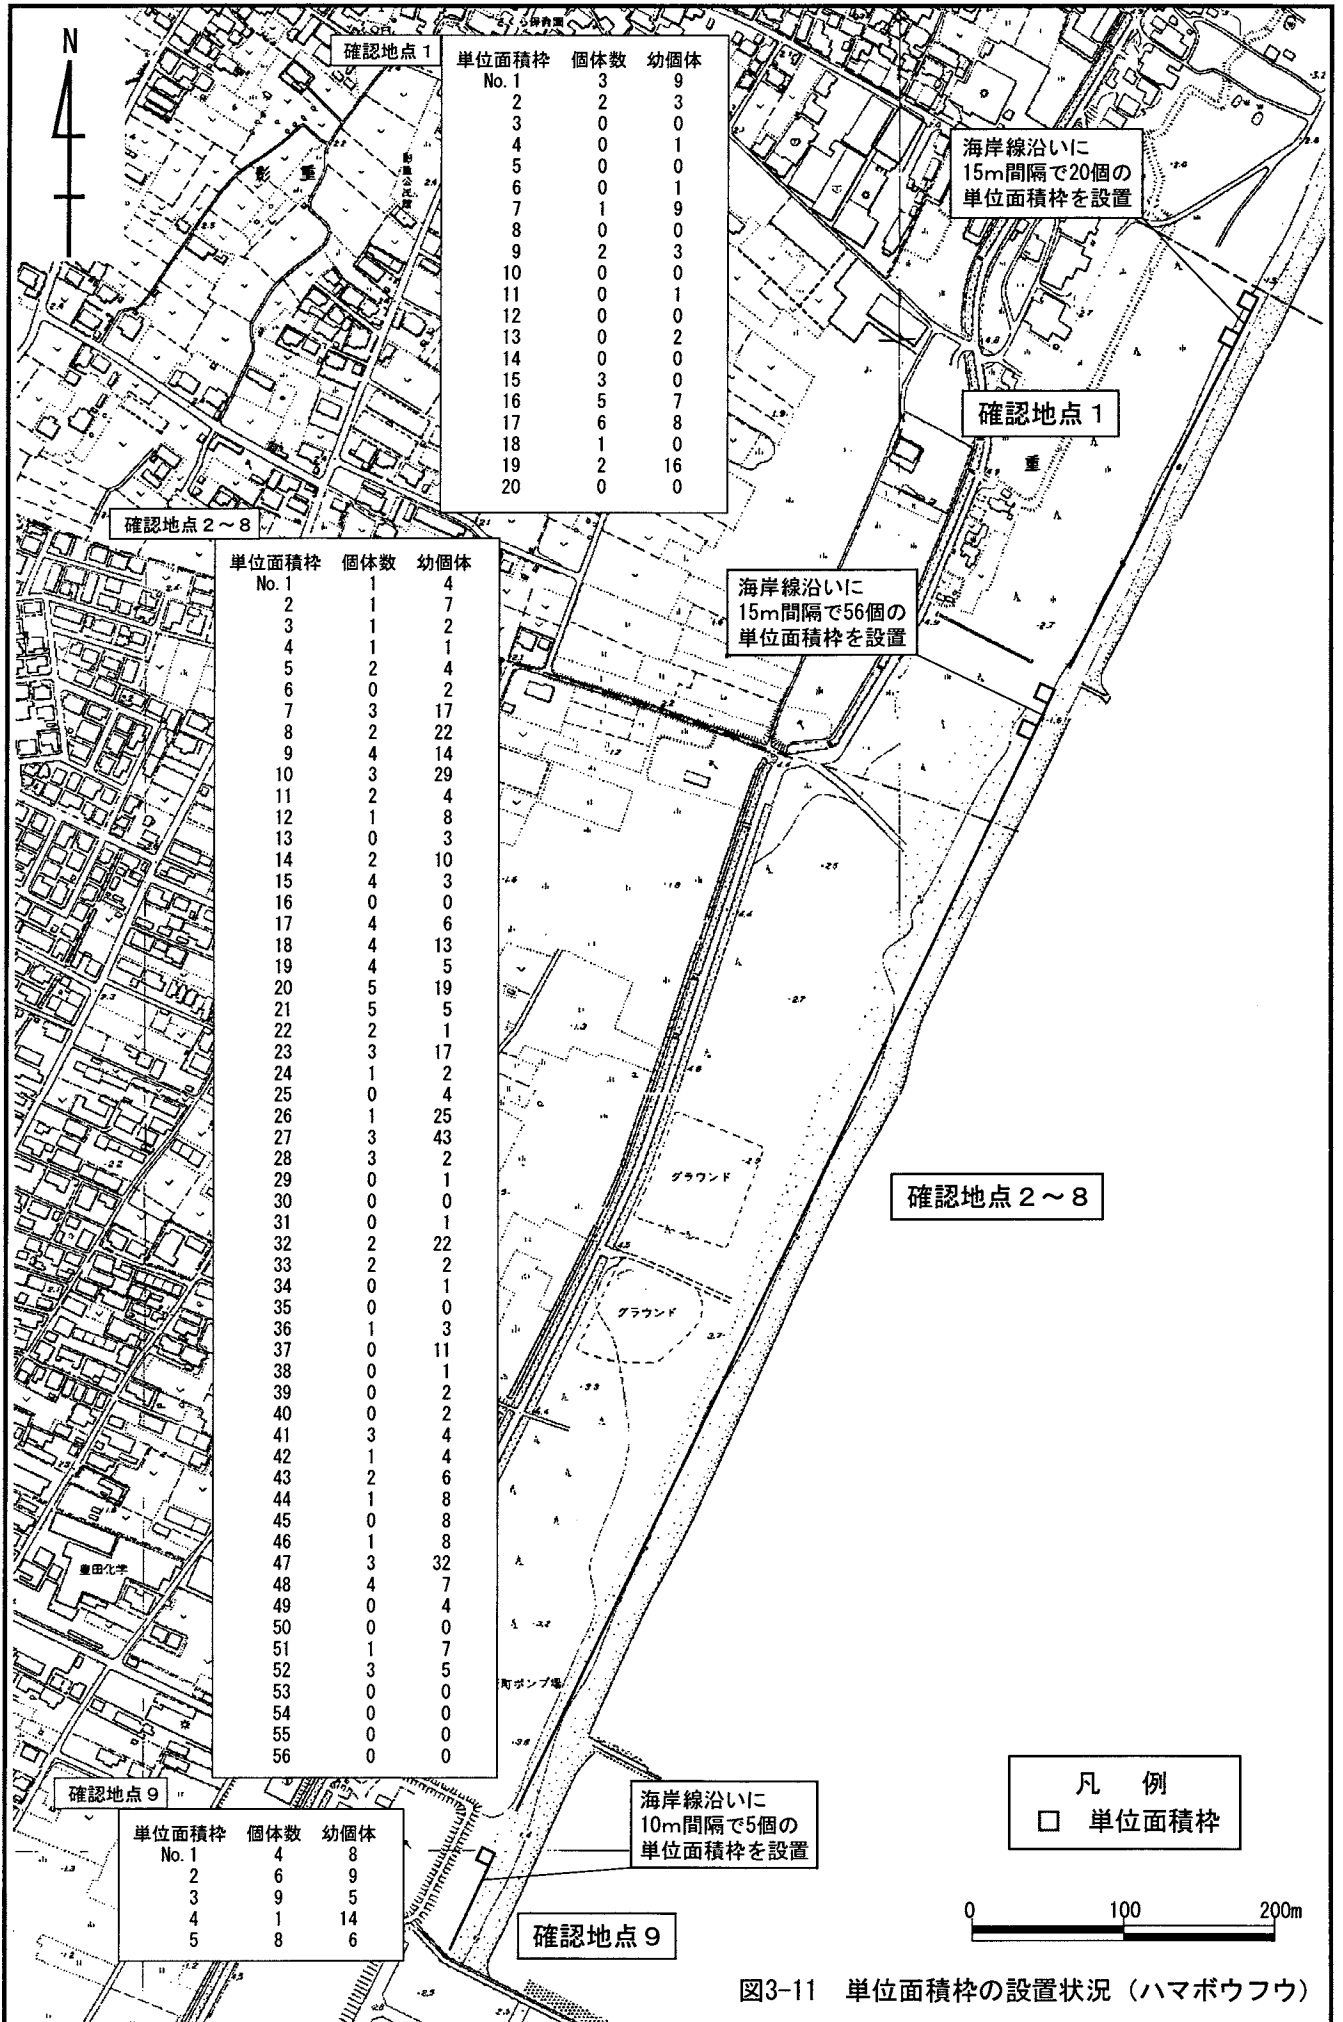 N
確認地点1
単位面積枠 個体数 幼個体
No. 1 3 9
2 2 3
3 0 0
4 0 1
5 0 0
6 0 1
7 1 9
8 0 0
9 2 3
10 0 0
11 0 1
12 0 0
13 0 2
14 0 0
15 3 0
16 5 7
17 6 8
18 1 0
19 2 16
20 0 0
海岸線沿いに
15m間隔で20個の
単位面積枠を設置
確認地点1
重
影 重
確認地点2~8
単位面積枠 個体数 幼個体
No. 1 1 4
2 1 7
3 1 2
4 1 1
5 2 4
6 0 2
7 3 17
8 2 22
9 4 14
10 3 29
11 2 4
12 1 8
13 0 3
14 2 10
15 4 3
16 0 0
17 4 6
18 4 13
19 4 5
20 5 19
21 5 5
22 2 1
23 3 17
24 1 2
25 0 4
26 1 25
27 3 43
28 3 2
29 0 1
30 0 0
31 0 1
32 2 22
33 2 2
34 0 1
35 0 0
36 1 3
37 0 11
38 0 1
39 0 2
40 0 2
41 3 4
42 1 4
43 2 6
44 1 8
45 0 8
46 1 8
47 3 32
48 4 7
49 0 4
50 0 0
51 1 7
52 3 5
53 0 0
54 0 0
55 0 0
56 0 0
海岸線沿いに
15m間隔で56個の
単位面積枠を設置
グラウンド
グラウンド
確認地点2~8
豊田化学
町ポンプ場
確認地点9
単位面積枠 個体数 幼個体
No. 1 4 8
2 6 9
3 9 5
4 1 14
5 8 6
海岸線沿いに
10m間隔で5個の
単位面積枠を設置
確認地点9
凡 例
□ 単位面積枠
0 100 200m
図3-11 単位面積枠の設置状況（ハマボウフウ）